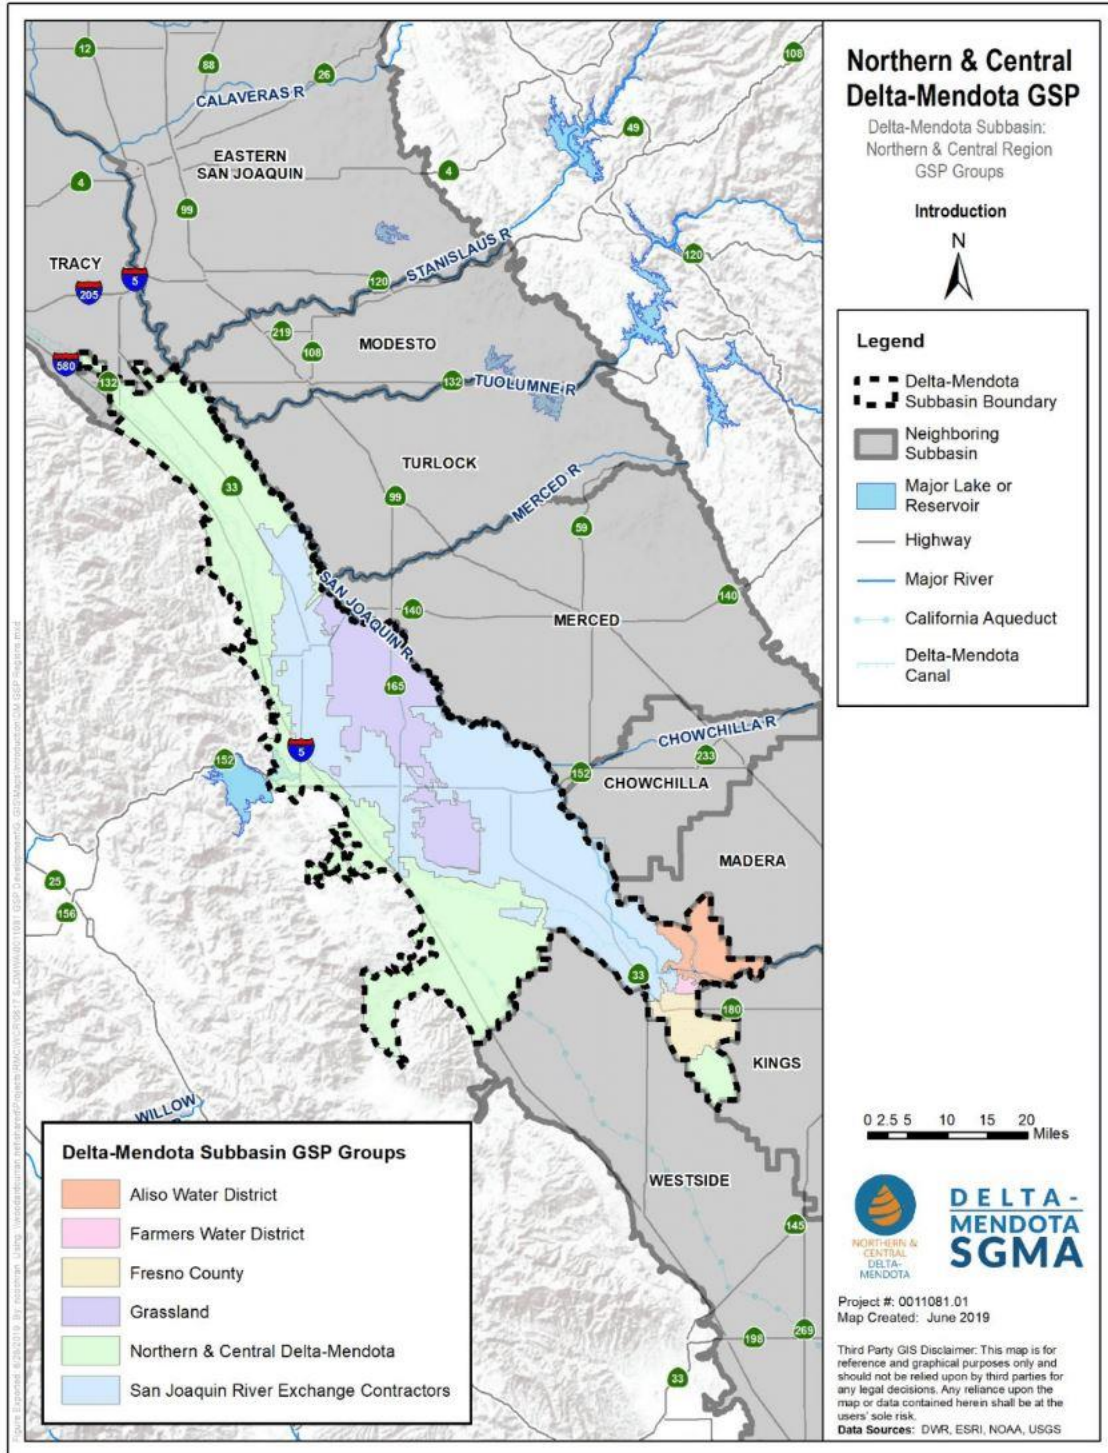 Northern & Central
Delta-Mendota GSP
Delta-Mendota Subbasin:
Northern & Central Region
GSP Groups
Introduction
N
Legend
Delta-Mendota
Subbasin Boundary
Neighboring
Subbasin
Major Lake or
Reservoir
Highway
Major River
California Aqueduct
Delta-Mendota
Canal
12
88
26
108
CALAVERAS R
49
EASTERN
SAN JOAQUIN
4
4
99
STANISLAUS R
120
TRACY
5
205
120
219
108
MODESTO
580
132
132
TUOLUMNE R
TURLOCK
33
99
MERCED R
59
SAN JOAQUIN R
140
140
MERCED
165
CHOWCHILLA R
233
5
152
152
CHOWCHILLA
MADERA
25
156
33
180
KINGS
WILLOW
WESTSIDE
145
198
269
33
Delta-Mendota Subbasin GSP Groups
Aliso Water District
Farmers Water District
Fresno County
Grassland
Northern & Central Delta-Mendota
San Joaquin River Exchange Contractors
0 2.5 5 10 15 20
Miles
NORTHERN &
CENTRAL
DELTA-
MENDOTA
DELTA-
MENDOTA
SGMA
Project #: 0011081.01
Map Created: June 2019
Third Party GIS Disclaimer: This map is for
reference and graphical purposes only and
should not be relied upon by third parties for
any legal decisions. Any reliance upon the
map or data contained herein shall be at the
users' sole risk.
Data Sources: DWR, ESRI, NOAA, USGS